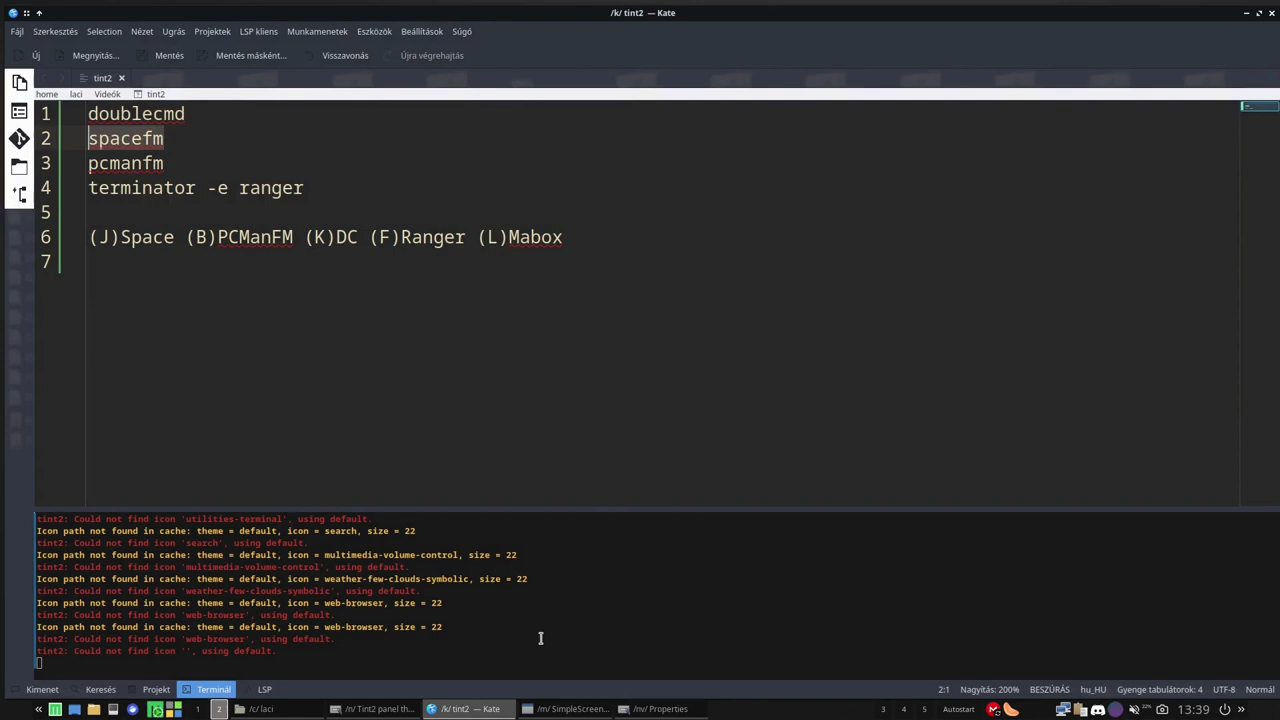 /k/ tint2 — Kate
Fájl Szerkesztés Selection Nézet Ugrás Projektek LSP kliens Munkamenetek Eszközök Beállítások Súgó
Új Megnyitás... Mentés Mentés másként... Visszavonás Újra végrehajtás
tint2
home laci Videók tint2
1 doublecmd
2 spacefm
3 pcmanfm
4 terminator -e ranger
5
6 (J)Space (B)PCManFM (K)DC (F)Ranger (L)Mabox
7
tint2: Could not find icon 'utilities-terminal', using default.
Icon path not found in cache: theme = default, icon = search, size = 22
tint2: Could not find icon 'search', using default.
Icon path not found in cache: theme = default, icon = multimedia-volume-control, size = 22
tint2: Could not find icon 'multimedia-volume-control', using default.
Icon path not found in cache: theme = default, icon = weather-few-clouds-symbolic, size = 22
tint2: Could not find icon 'weather-few-clouds-symbolic', using default.
Icon path not found in cache: theme = default, icon = web-browser, size = 22
tint2: Could not find icon 'web-browser', using default.
Icon path not found in cache: theme = default, icon = web-browser, size = 22
tint2: Could not find icon 'web-browser', using default.
tint2: Could not find icon '', using default.
Kimenet Keresés Projekt Terminál LSP 2:1 Nagyítás: 200% BESZÚRÁS hu_HU Gyenge tabulátorok: 4 UTF-8 Normál
« 1 2 /c/ laci /n/ Tint2 panel th... /k/ tint2 — Kate /m/ SimpleScreen... /nv/ Properties 3 4 5 Autostart 22% 13:39 »